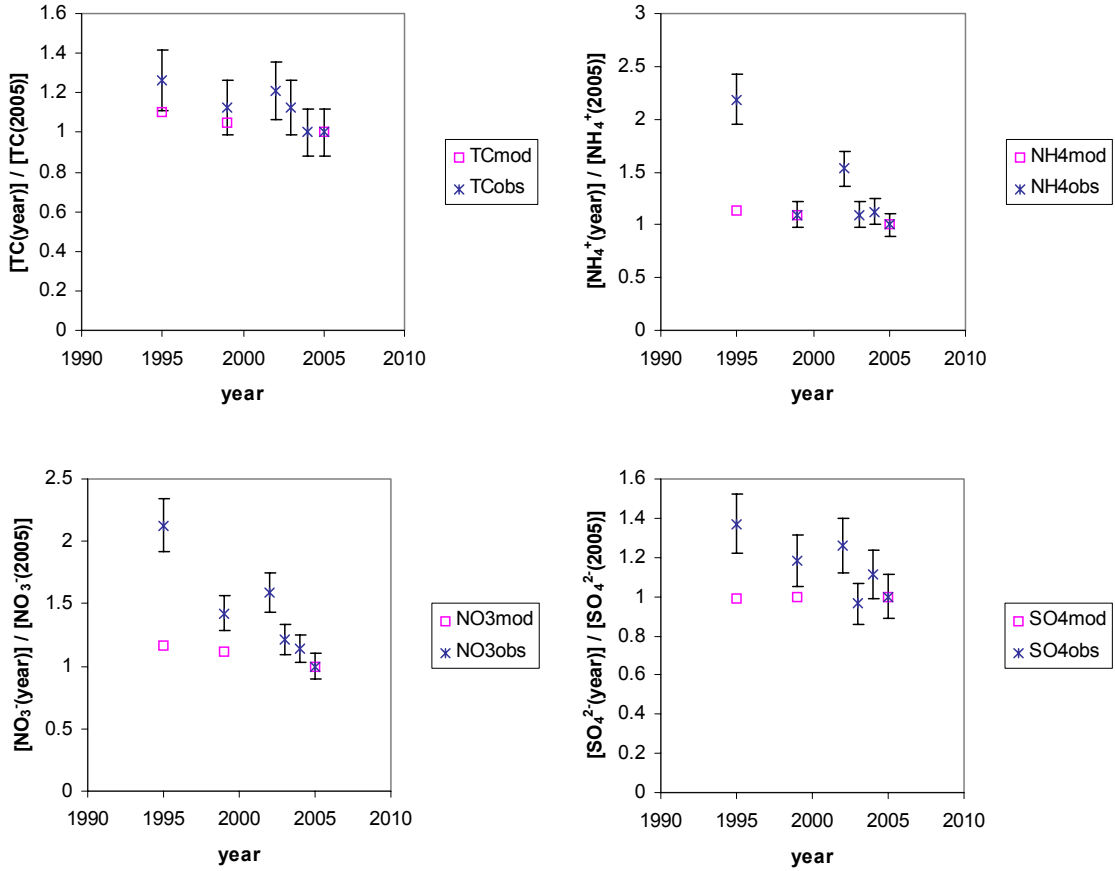 [TC(year)] / [TC(2005)]
1.6
1.4
1.2
1
0.8
0.6
0.4
0.2
0
1990 1995 2000 2005 2010
year
TCmod
TCobs
[NH₄⁺(year)] / [NH₄⁺(2005)]
3
2.5
2
1.5
1
0.5
0
1990 1995 2000 2005 2010
year
NH4mod
NH4obs
[NO₃⁻(year)] / [NO₃⁻(2005)]
2.5
2
1.5
1
0.5
0
1990 1995 2000 2005 2010
year
NO3mod
NO3obs
[SO₄²⁻(year)] / [SO₄²⁻(2005)]
1.6
1.4
1.2
1
0.8
0.6
0.4
0.2
0
1990 1995 2000 2005 2010
year
SO4mod
SO4obs